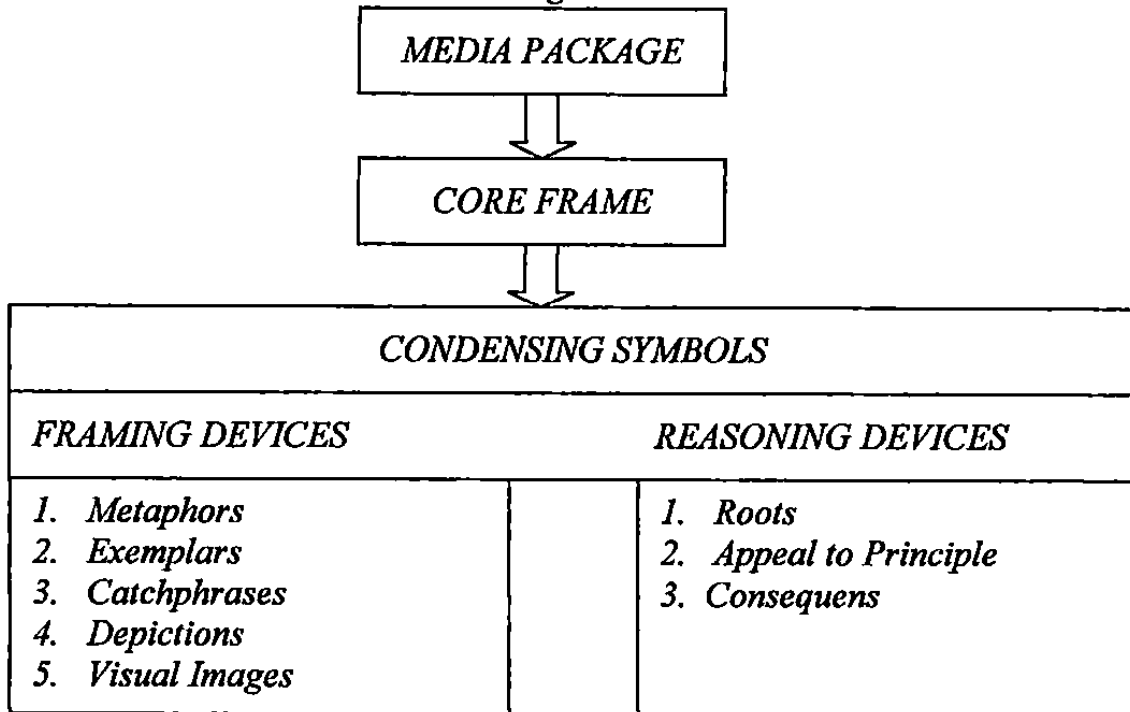 MEDIA PACKAGE
CORE FRAME
CONDENSING SYMBOLS
FRAMING DEVICES
REASONING DEVICES
1. Metaphors
2. Exemplars
3. Catchphrases
4. Depictions
5. Visual Images
1. Roots
2. Appeal to Principle
3. Consequens